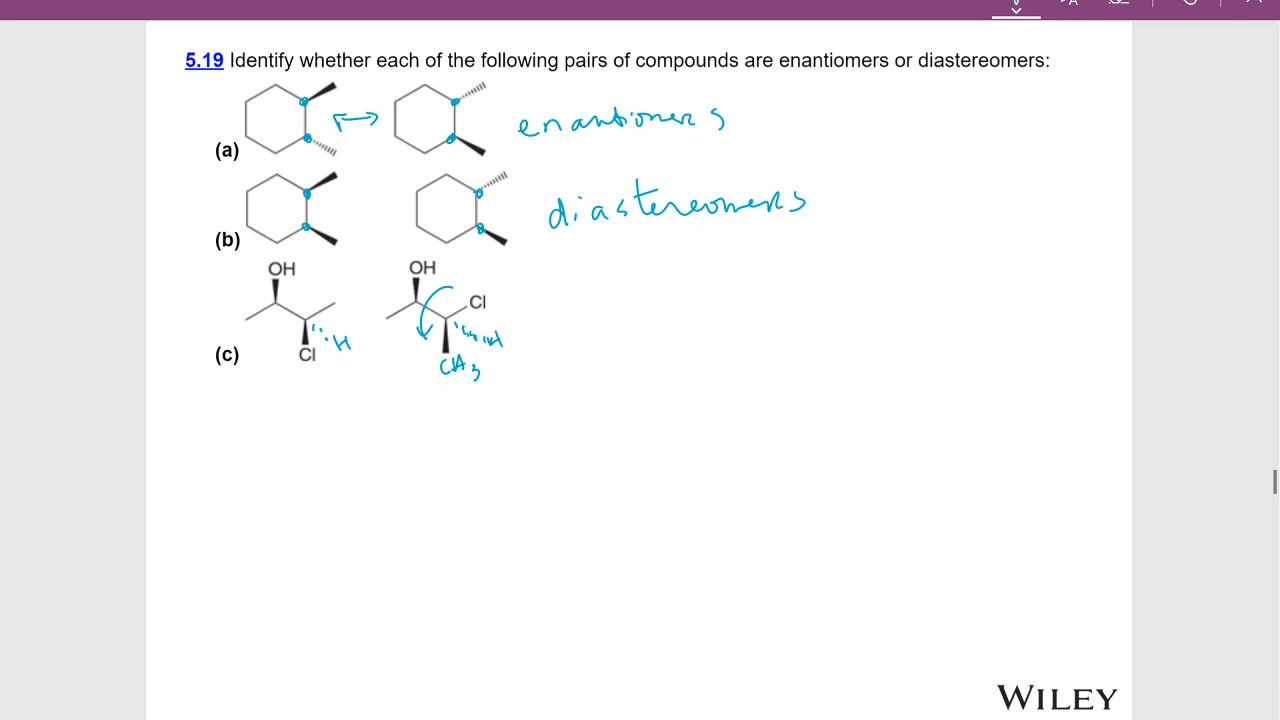 5.19 Identify whether each of the following pairs of compounds are enantiomers or diastereomers:
(a) enantiomers
(b) diastereomers
OH OH
Cl
H
(c) Cl
CH3
WILEY